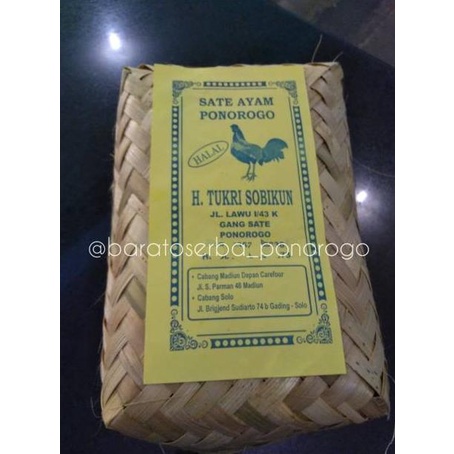 SATE AYAM
PONOROGO
HALAL
H. TUKRI SOBIKUN
JL. LAWU I/43 K
GANG SATE
PONOROGO
@baratoserba_ponorogo
• Cabang Madiun Depan Carefoor
Jl. S. Parman 48 Madiun
• Cabang Solo
Jl. Brigjend Sudiarto 74 b Gading - Solo